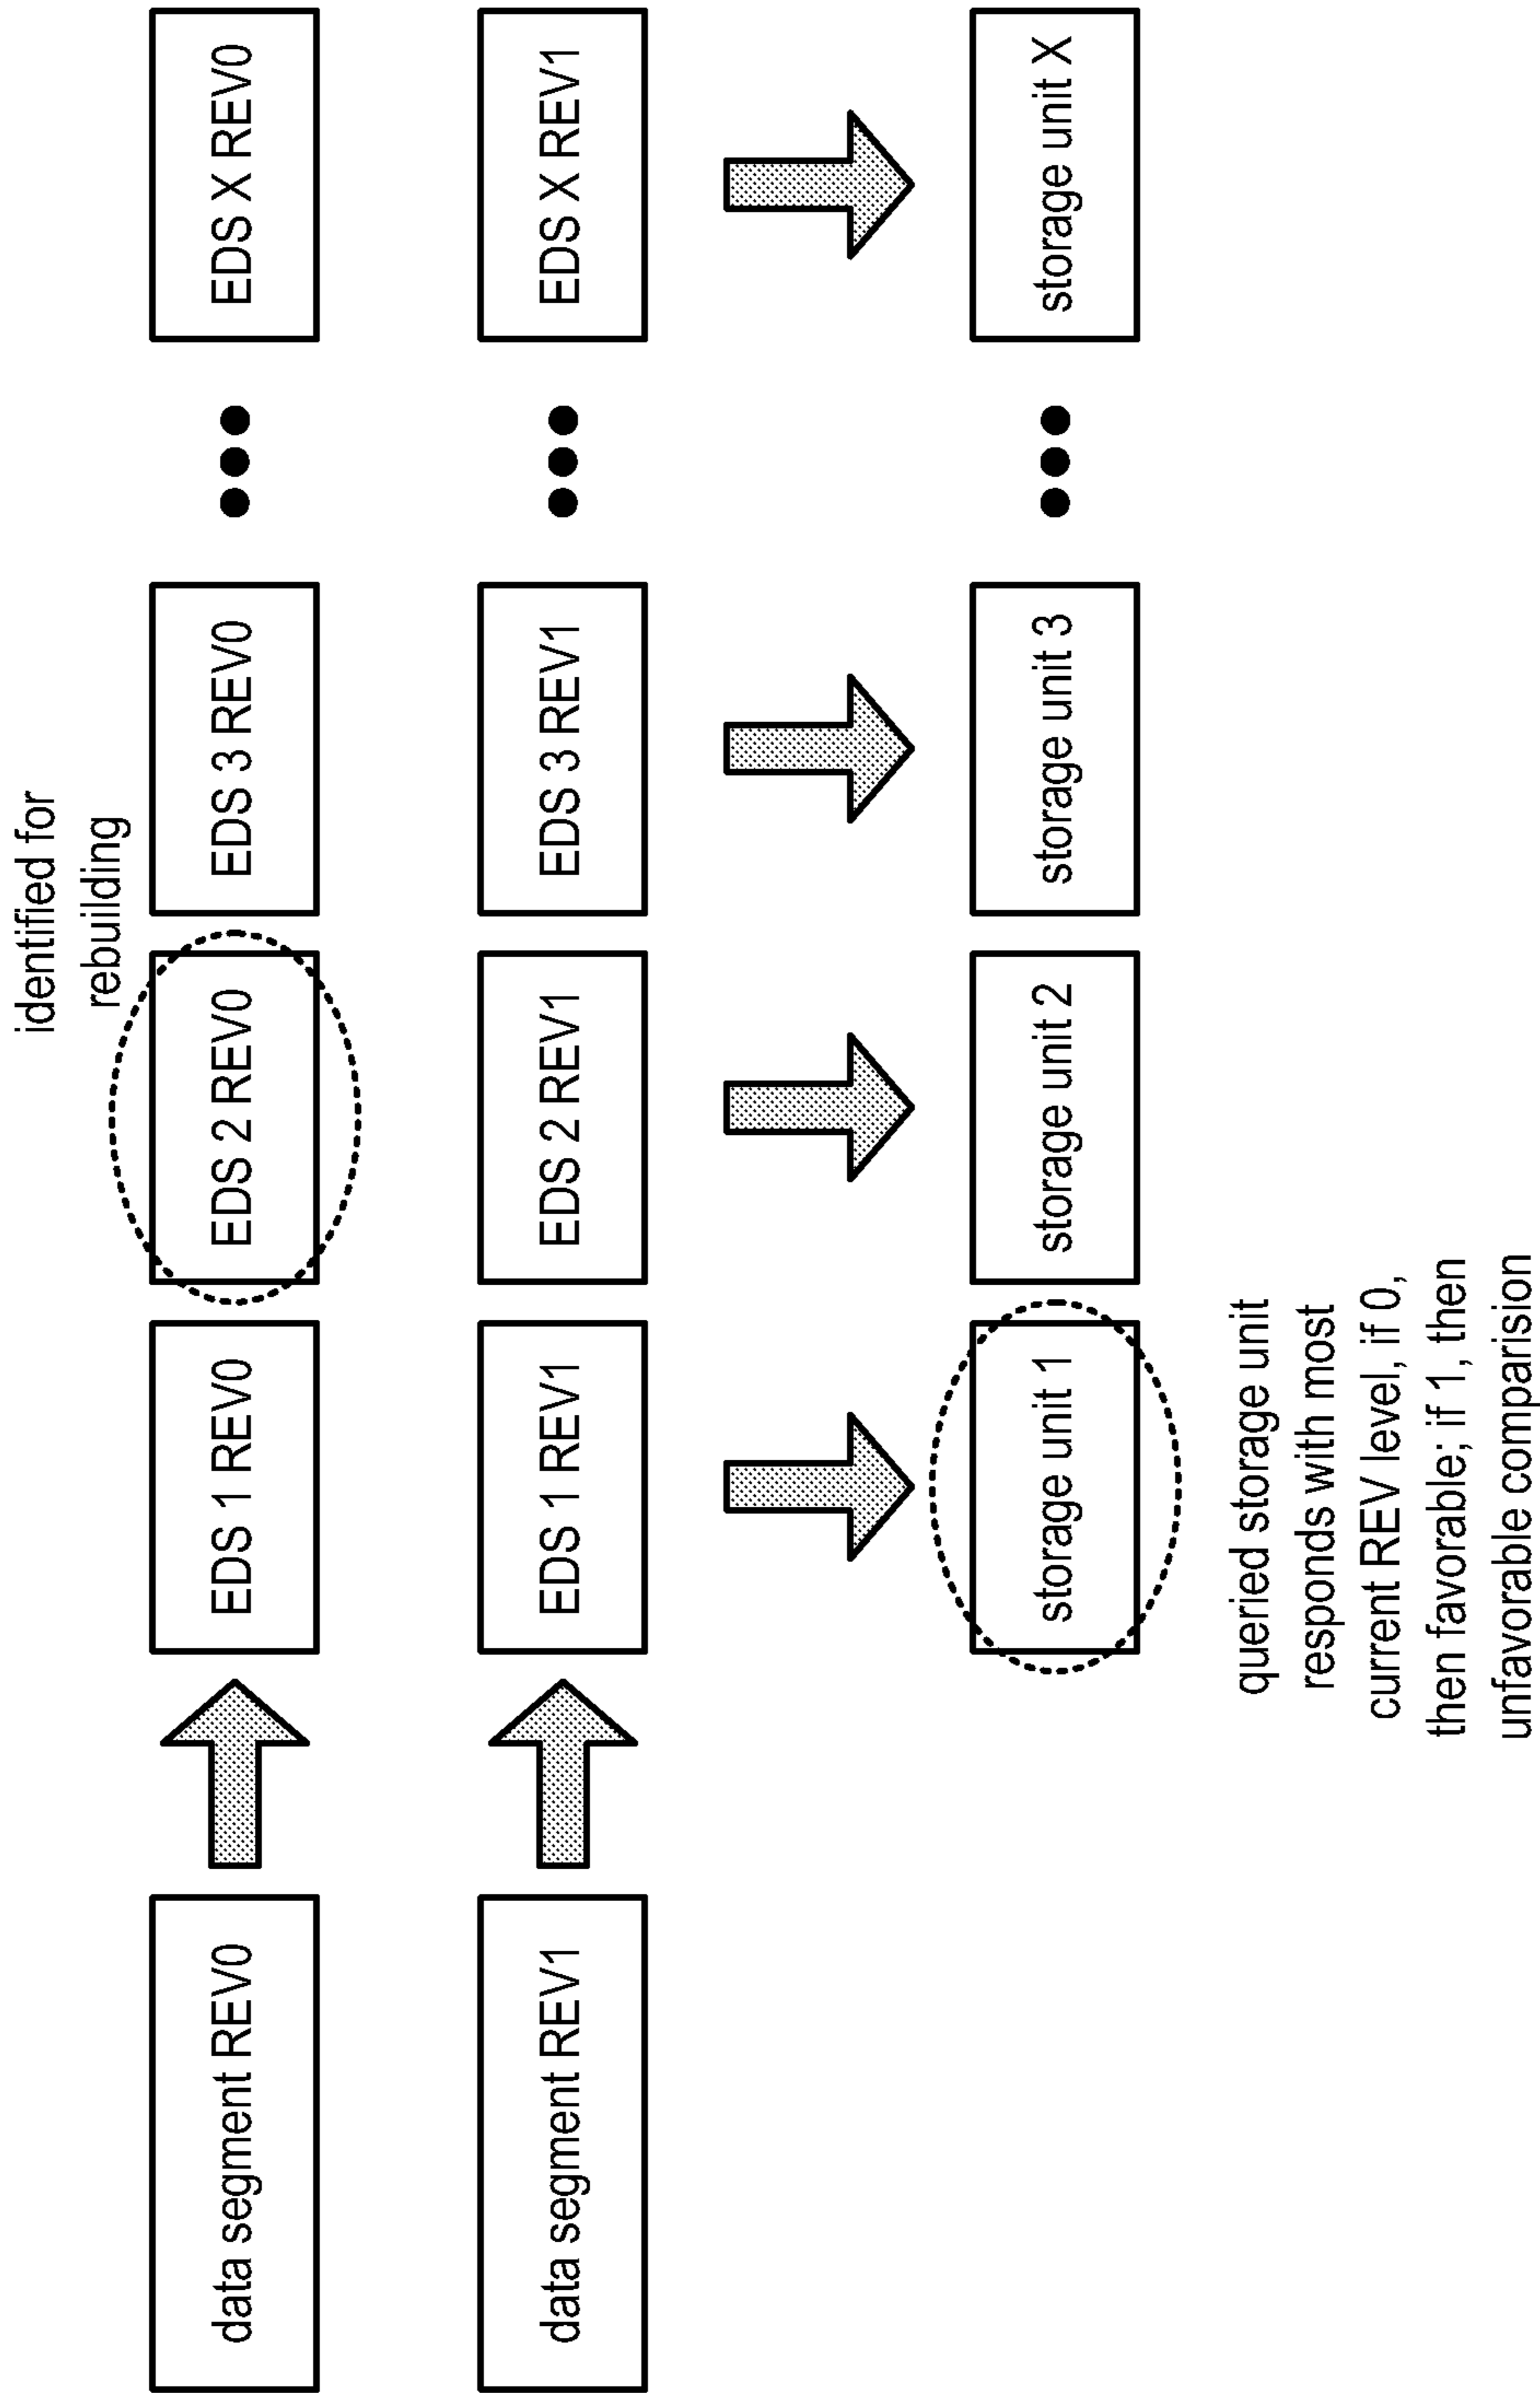 identified for
rebuilding
data segment REV0
EDS 1 REV0
EDS 2 REV0
EDS 3 REV0
EDS X REV0
data segment REV1
EDS 1 REV1
EDS 2 REV1
EDS 3 REV1
EDS X REV1
storage unit 1
storage unit 2
storage unit 3
storage unit X
queried storage unit
responds with most
current REV level, if 0,
then favorable; if 1, then
unfavorable comparision